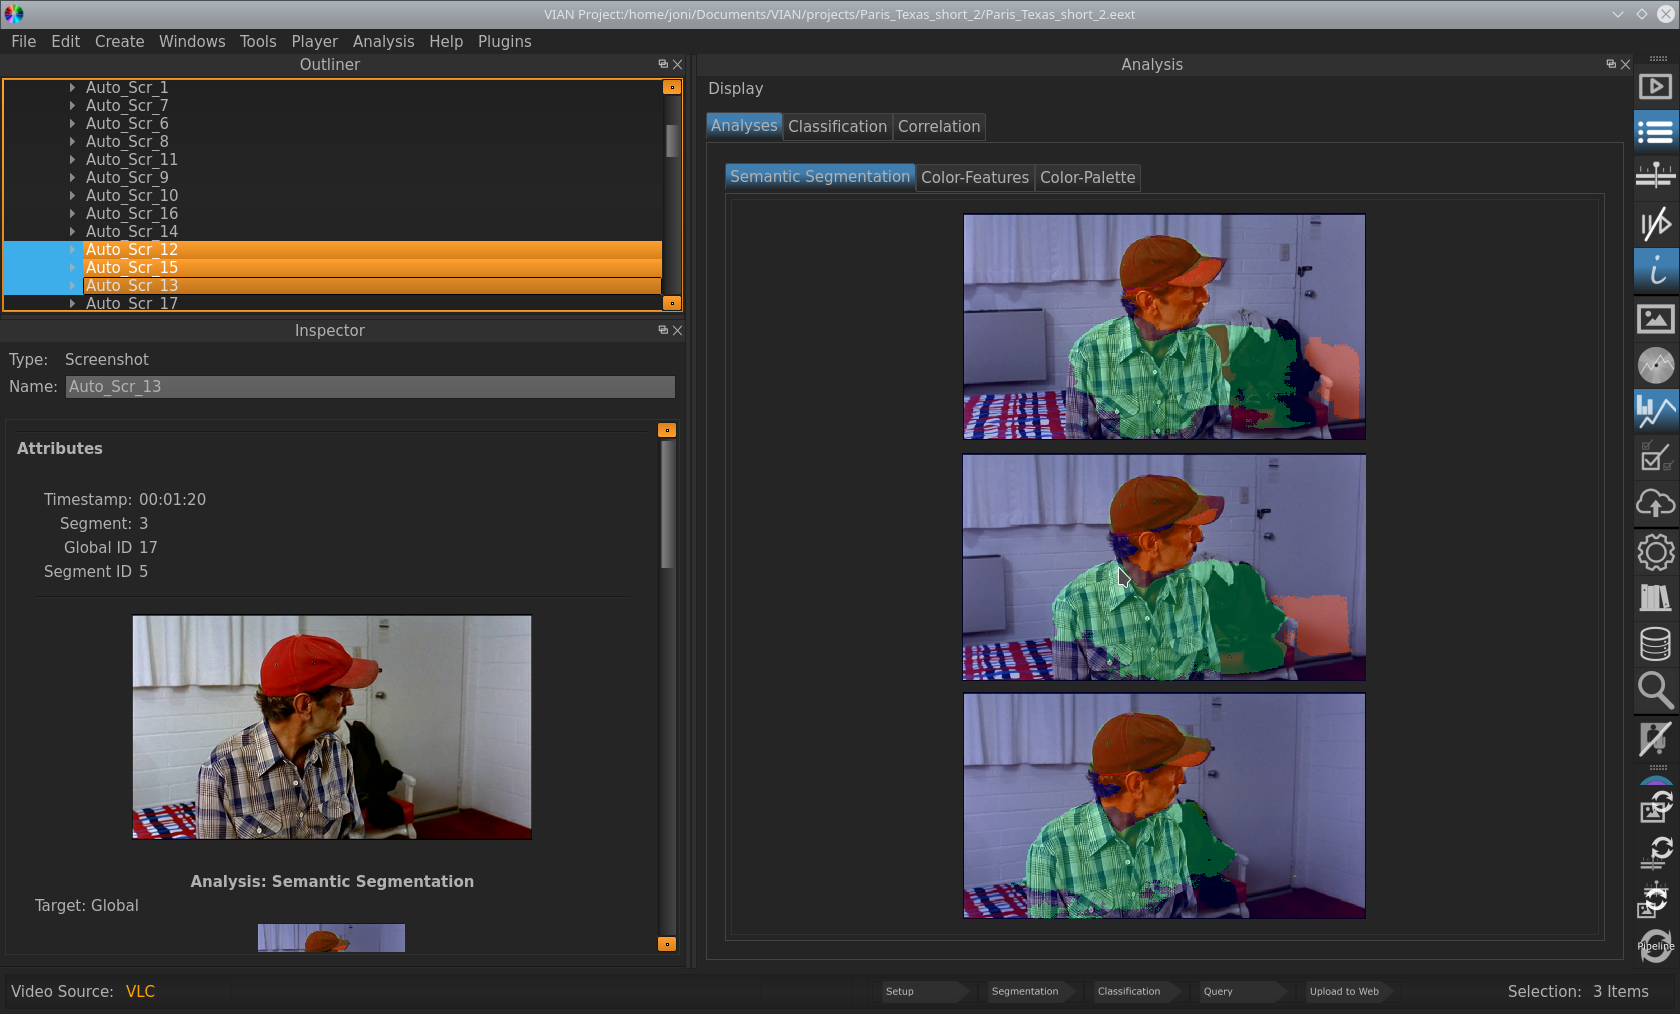 VIAN Project:/home/joni/Documents/VIAN/projects/Paris_Texas_short_2/Paris_Texas_short_2.eext
File Edit Create Windows Tools Player Analysis Help Plugins
Outliner
Auto_Scr_1
Auto_Scr_7
Auto_Scr_6
Auto_Scr_8
Auto_Scr_11
Auto_Scr_9
Auto_Scr_10
Auto_Scr_16
Auto_Scr_14
Auto_Scr_12
Auto_Scr_15
Auto_Scr_13
Auto_Scr_17
Inspector
Type: Screenshot
Name: Auto_Scr_13
Attributes
Timestamp: 00:01:20
Segment: 3
Global ID 17
Segment ID 5
Analysis: Semantic Segmentation
Target: Global
Analysis
Display
Analyses Classification Correlation
Semantic Segmentation Color-Features Color-Palette
Pipeline
Video Source: VLC
Setup Segmentation Classification Query Upload to Web
Selection: 3 Items